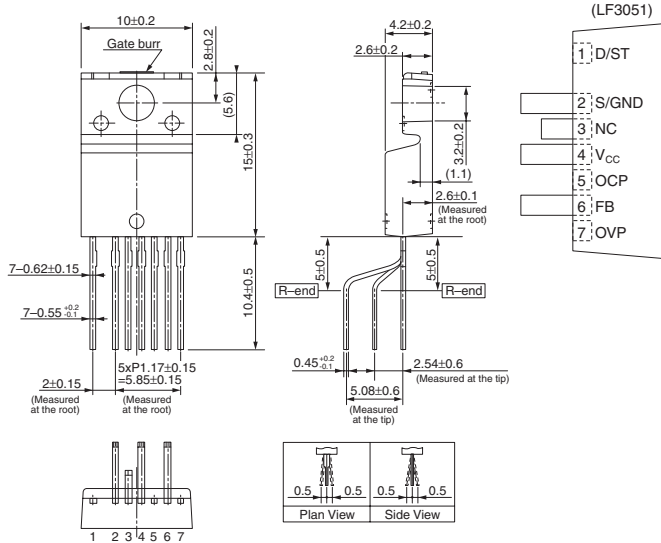 (LF3051)
10±0.2
Gate burr
2.8±0.2
(5.6)
15±0.3
7–0.62±0.15
7–0.55 +0.2 -0.1
10.4±0.5
5xP1.17±0.15
=5.85±0.15
2±0.15
(Measured
at the root)
(Measured
at the root)
4.2±0.2
2.6±0.2
3.2±0.2
(1.1)
2.6±0.1
(Measured
at the root)
5±0.5
5±0.5
R–end
R–end
0.45 +0.2 -0.1
2.54±0.6
(Measured at the tip)
5.08±0.6
(Measured
at the tip)
1 D/ST
2 S/GND
3 NC
4 VCC
5 OCP
6 FB
7 OVP
1 2 3 4 5 6 7
0.5 0.5
0.5 0.5
Plan View
Side View